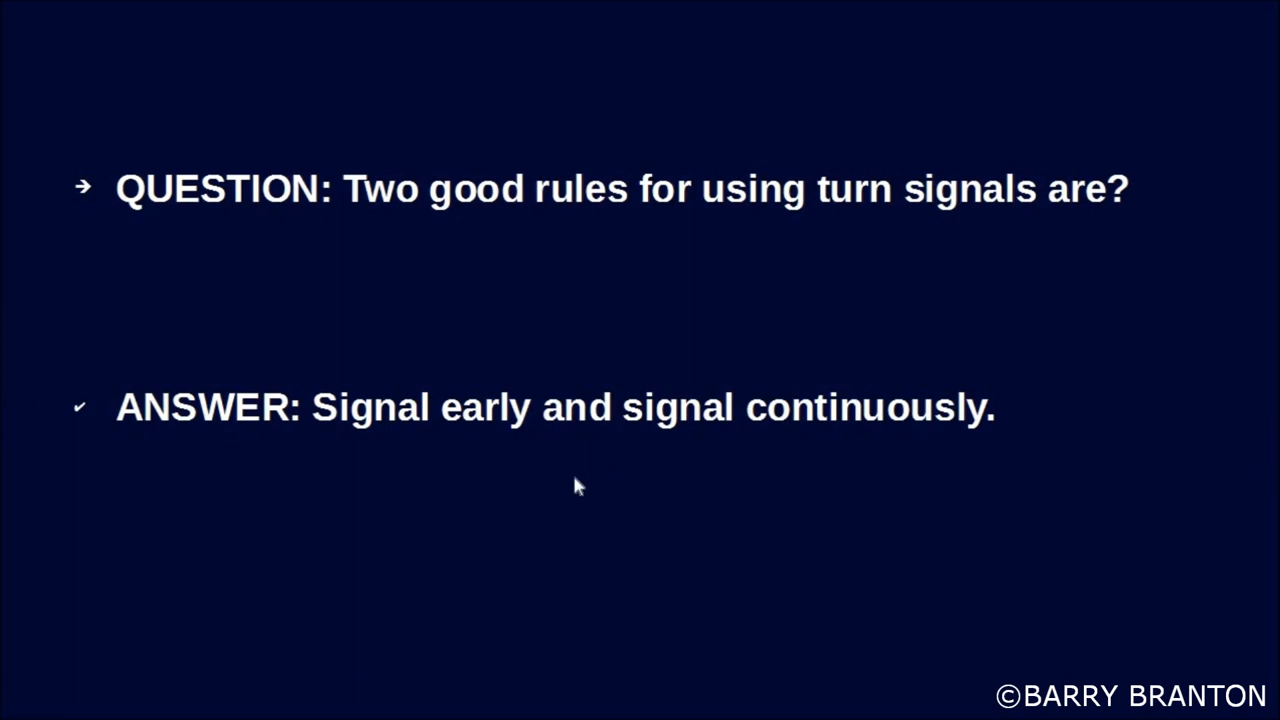 ➔ QUESTION: Two good rules for using turn signals are?
✔ ANSWER: Signal early and signal continuously.
©BARRY BRANTON